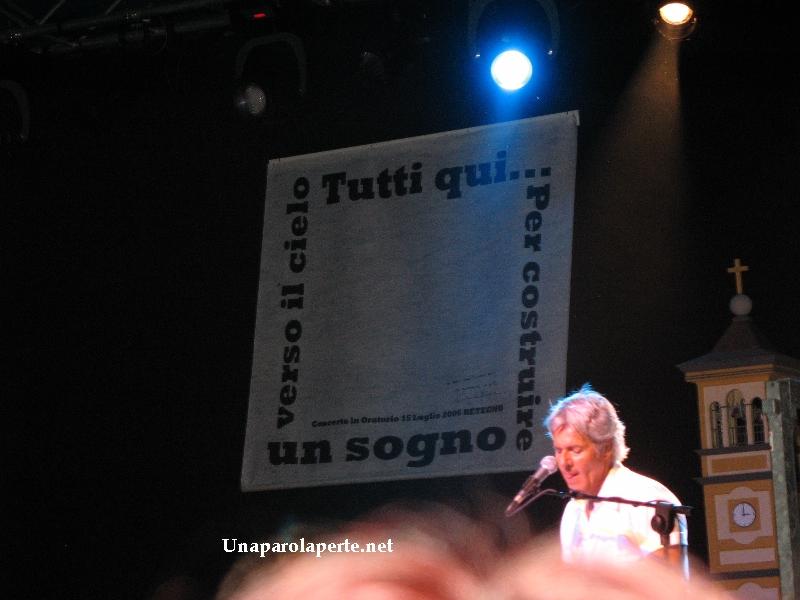 Tutti qui...
Per costruire
un sogno
verso il cielo
Concerto in Oratorio 15 Luglio 2006 RETEGNO
Unaparolaperte.net